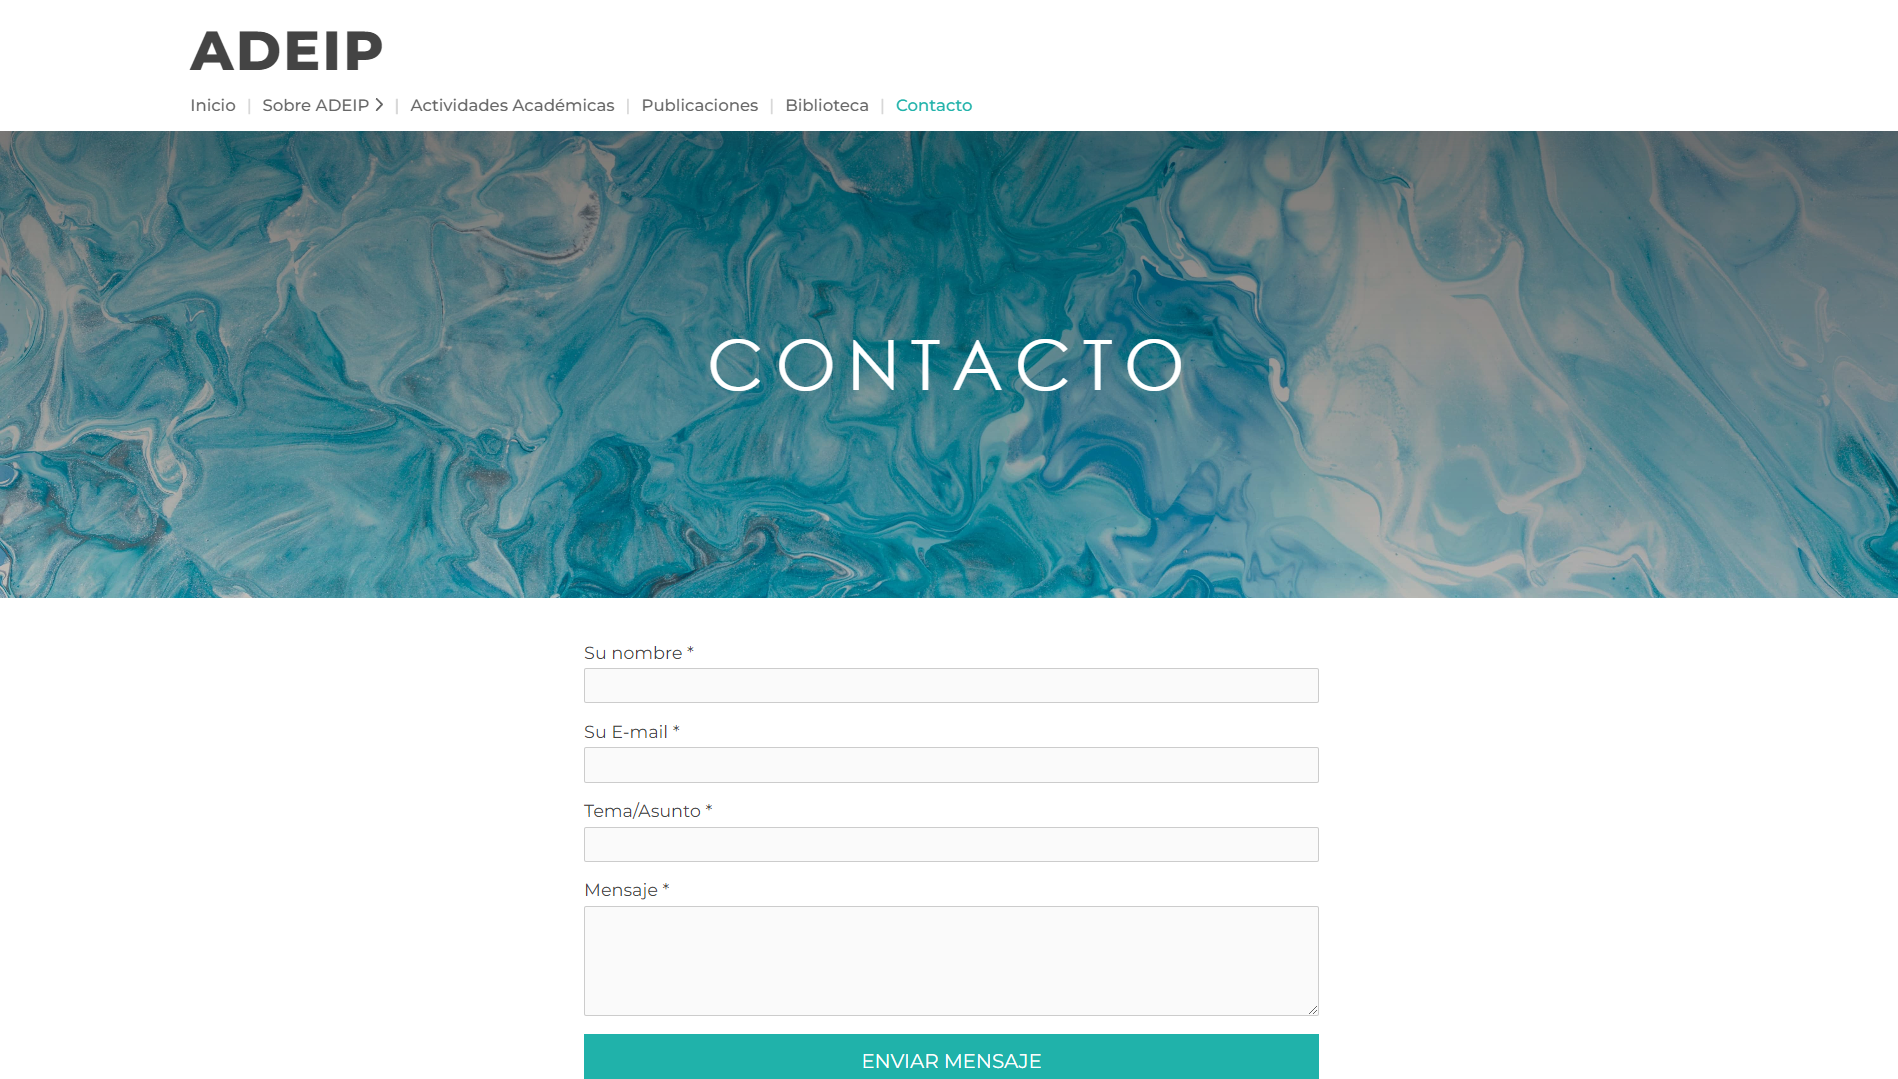 ADEIP
Inicio | Sobre ADEIP | Actividades Académicas | Publicaciones | Biblioteca | Contacto
CONTACTO
Su nombre *
Su E-mail *
Tema/Asunto *
Mensaje *
ENVIAR MENSAJE